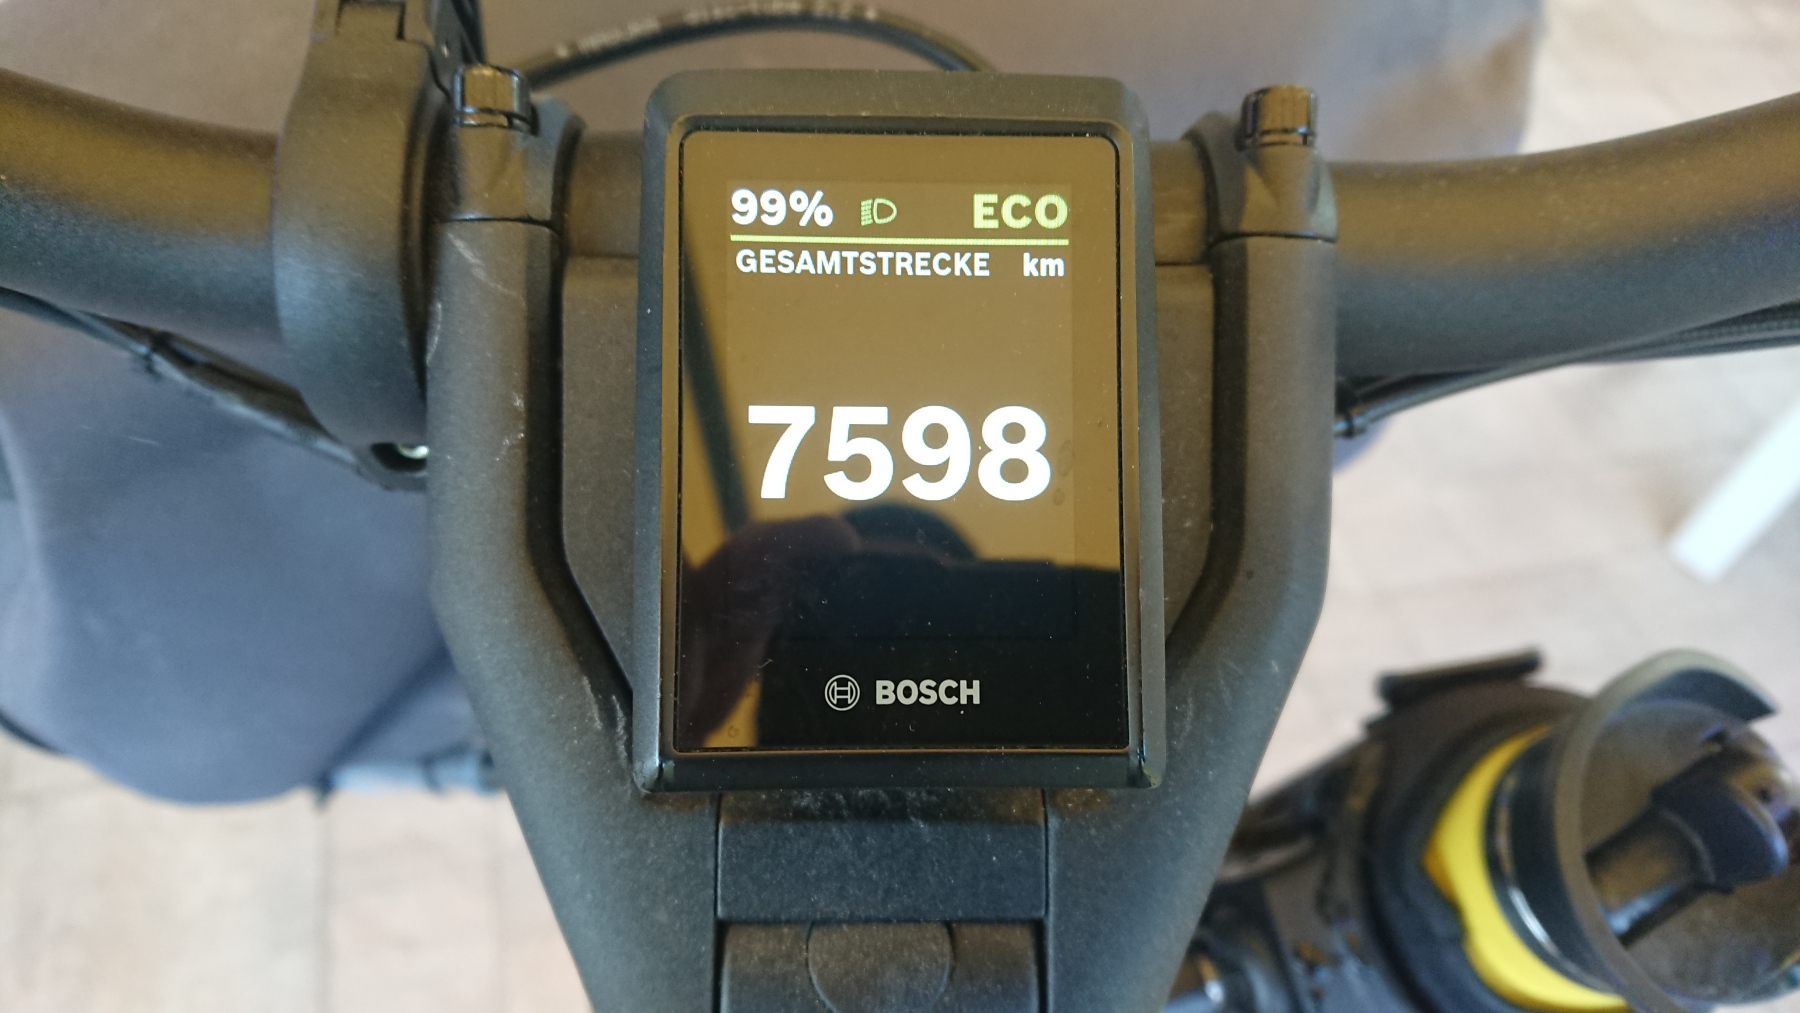 99% ECO
GESAMTSTRECKE km
7598
BOSCH